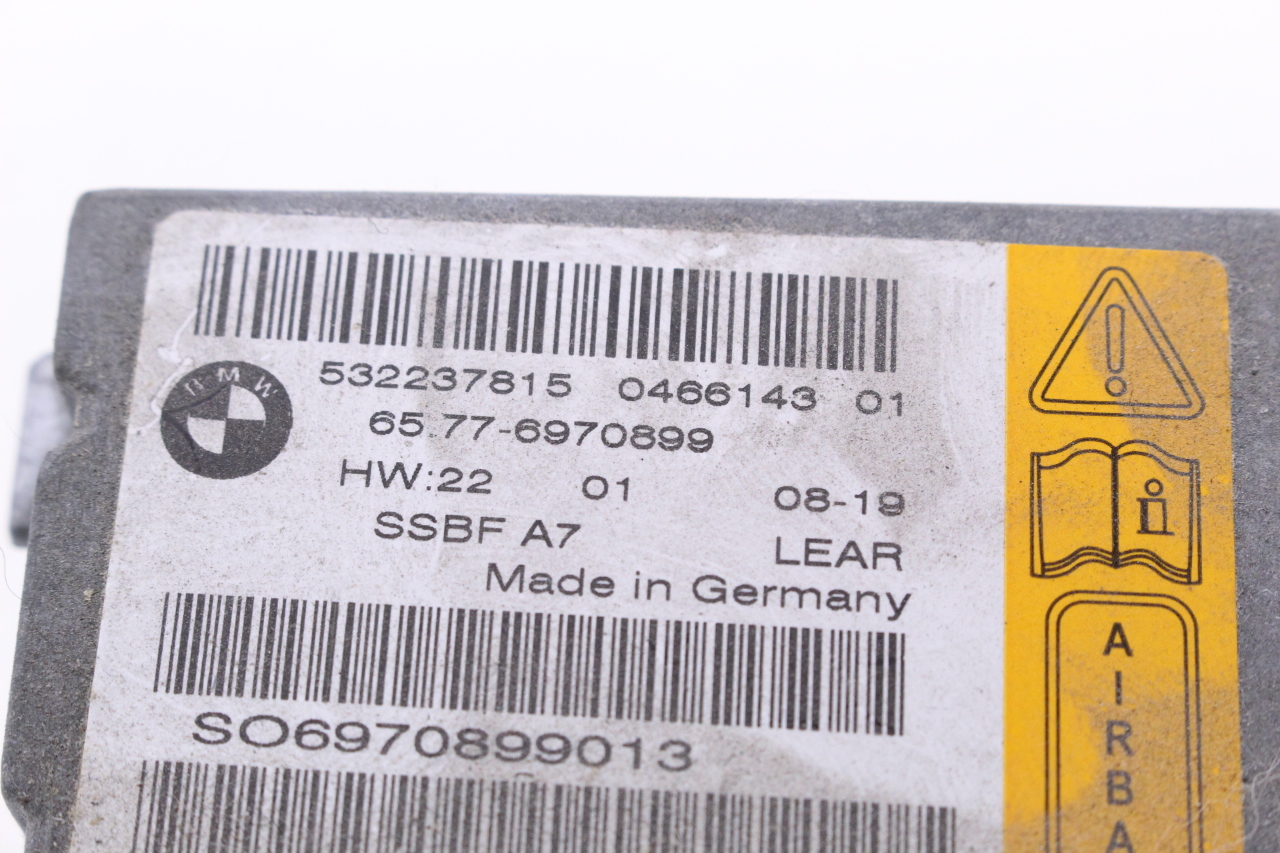 BMW
532237815 0466143 01
65.77-6970899
HW:22 01 08-19
SSBF A7 LEAR
Made in Germany
SO6970899013
!
i
AIRBA